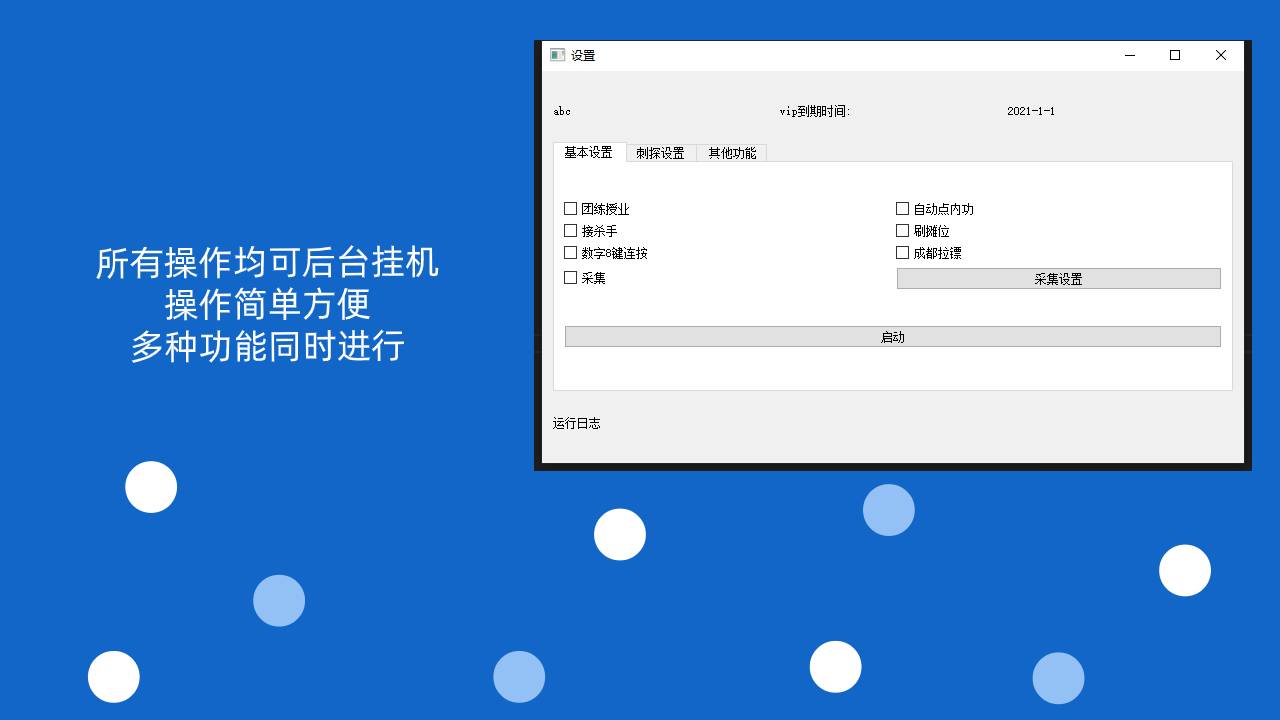 所有操作均可后台挂机
操作简单方便
多种功能同时进行
设置
abc vip到期时间: 2021-1-1
基本设置 刺探设置 其他功能
团练授业 自动点内功
接杀手 刷摊位
数字8键连按 成都拉镖
采集 采集设置
启动
运行日志